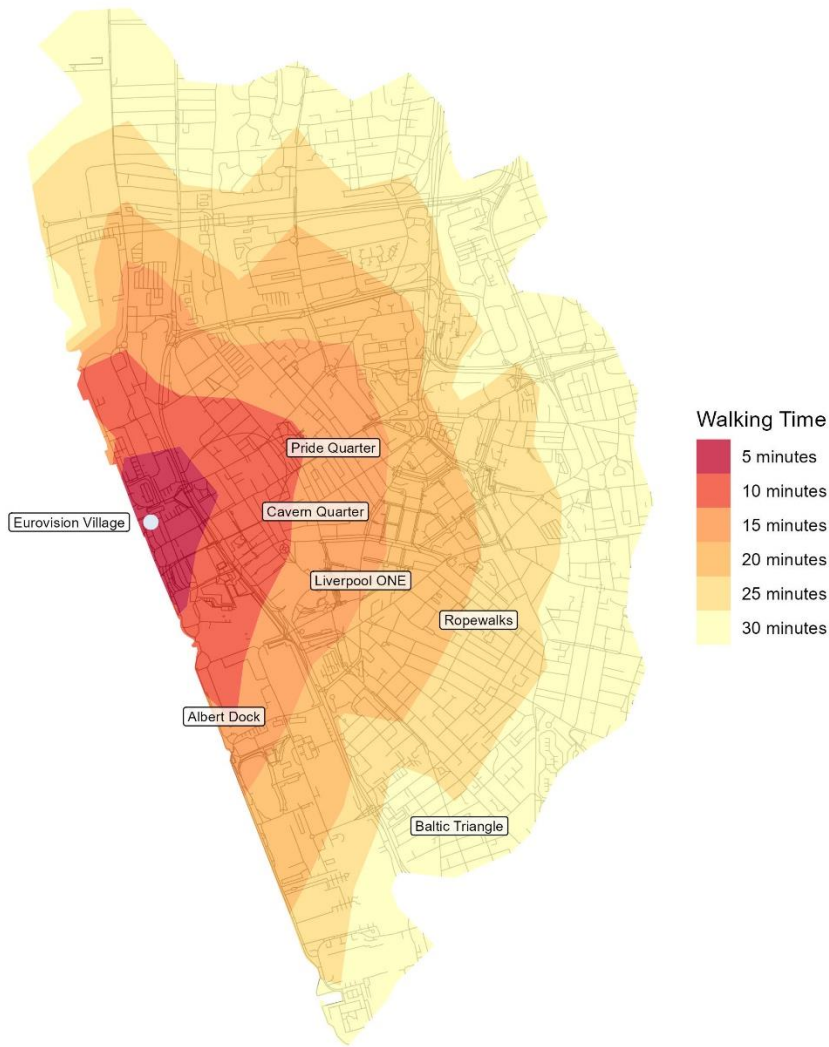 Pride Quarter
Cavern Quarter
Eurovision Village
Liverpool ONE
Ropewalks
Albert Dock
Baltic Triangle
Walking Time
5 minutes
10 minutes
15 minutes
20 minutes
25 minutes
30 minutes